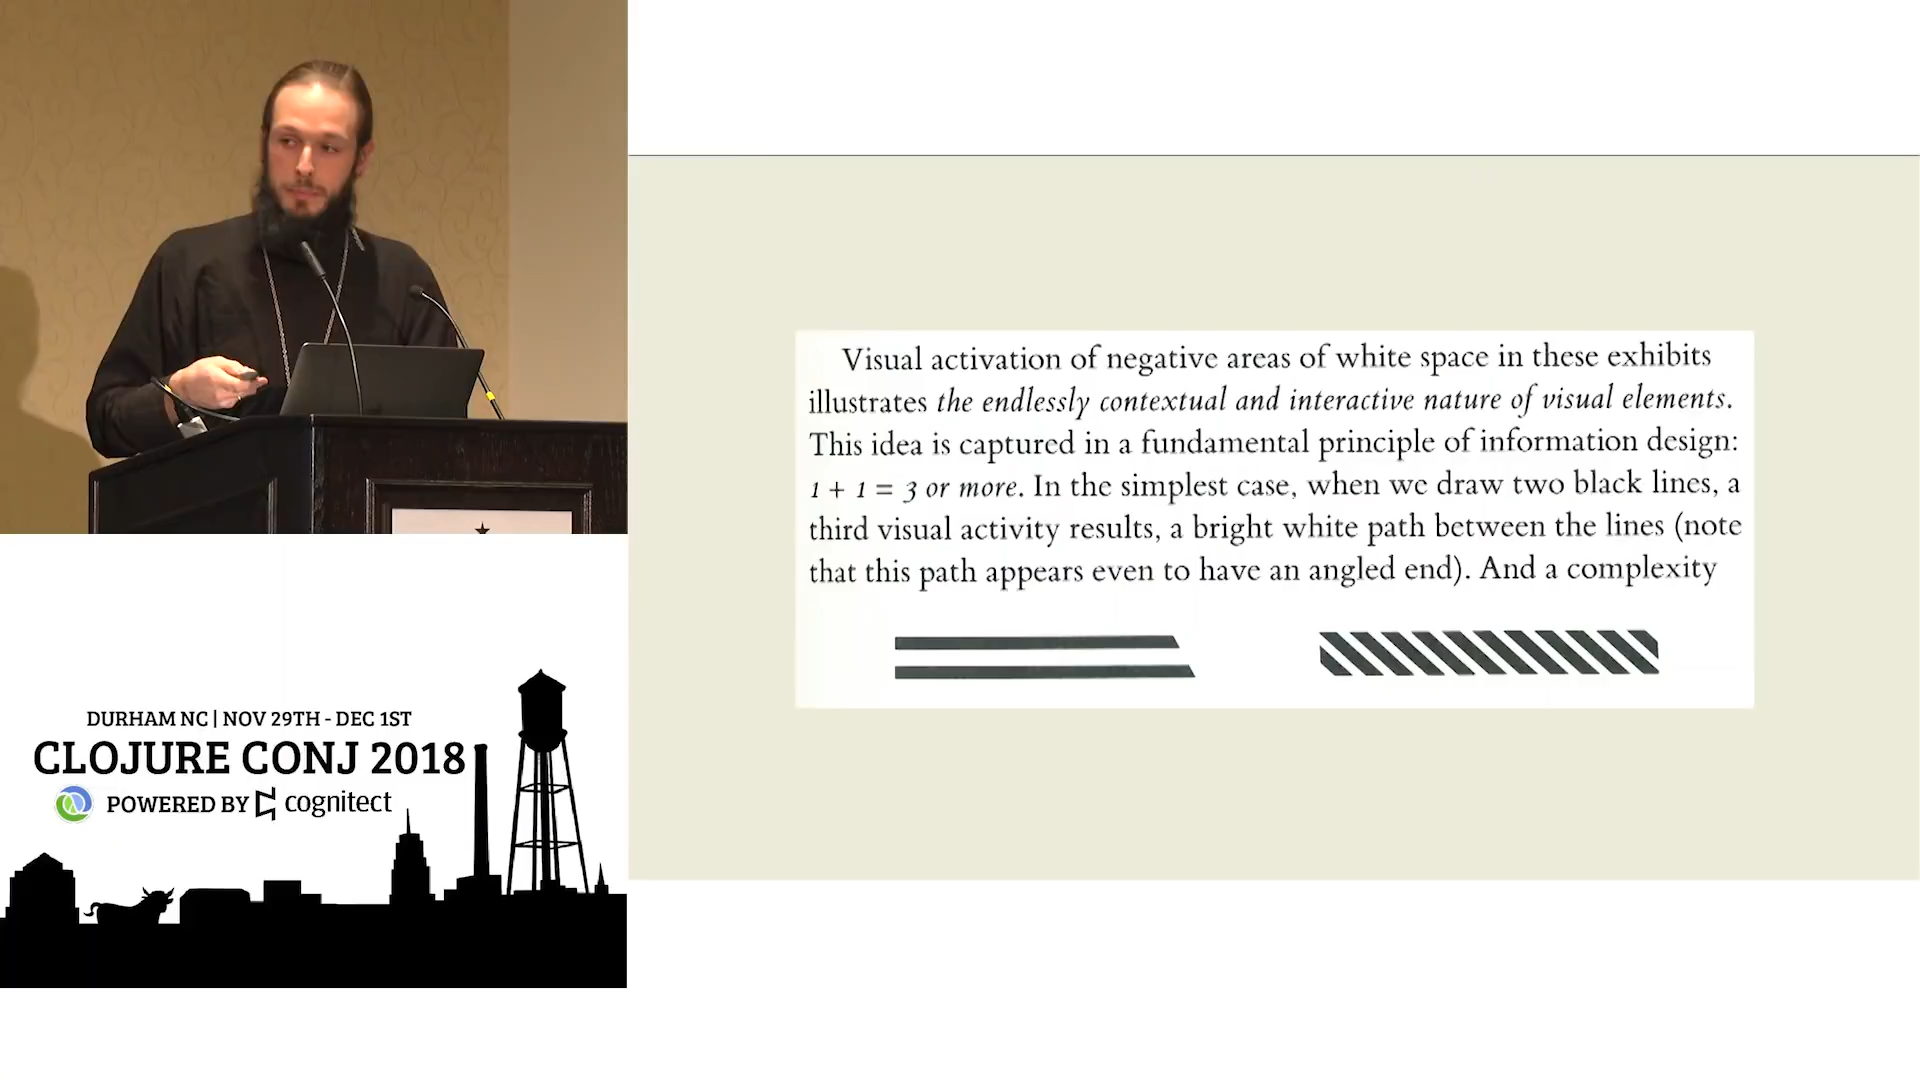 Visual activation of negative areas of white space in these exhibits
illustrates the endlessly contextual and interactive nature of visual elements.
This idea is captured in a fundamental principle of information design:
1 + 1 = 3 or more. In the simplest case, when we draw two black lines, a
third visual activity results, a bright white path between the lines (note
that this path appears even to have an angled end). And a complexity
DURHAM NC | NOV 29TH - DEC 1ST
CLOJURE CONJ 2018
POWERED BY cognitect